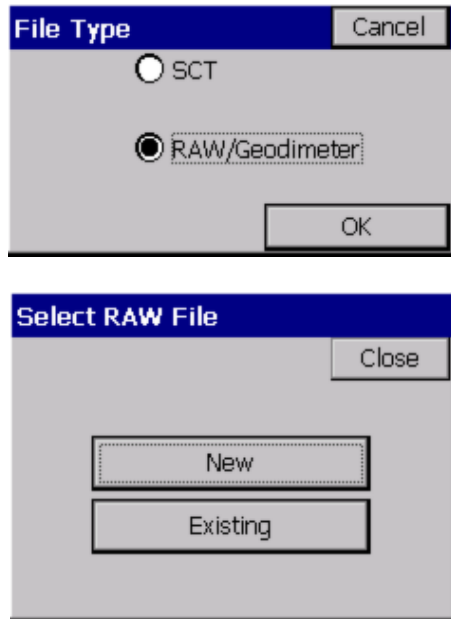 File Type Cancel
SCT
RAW/Geodimeter
OK
Select RAW File
Close
New
Existing